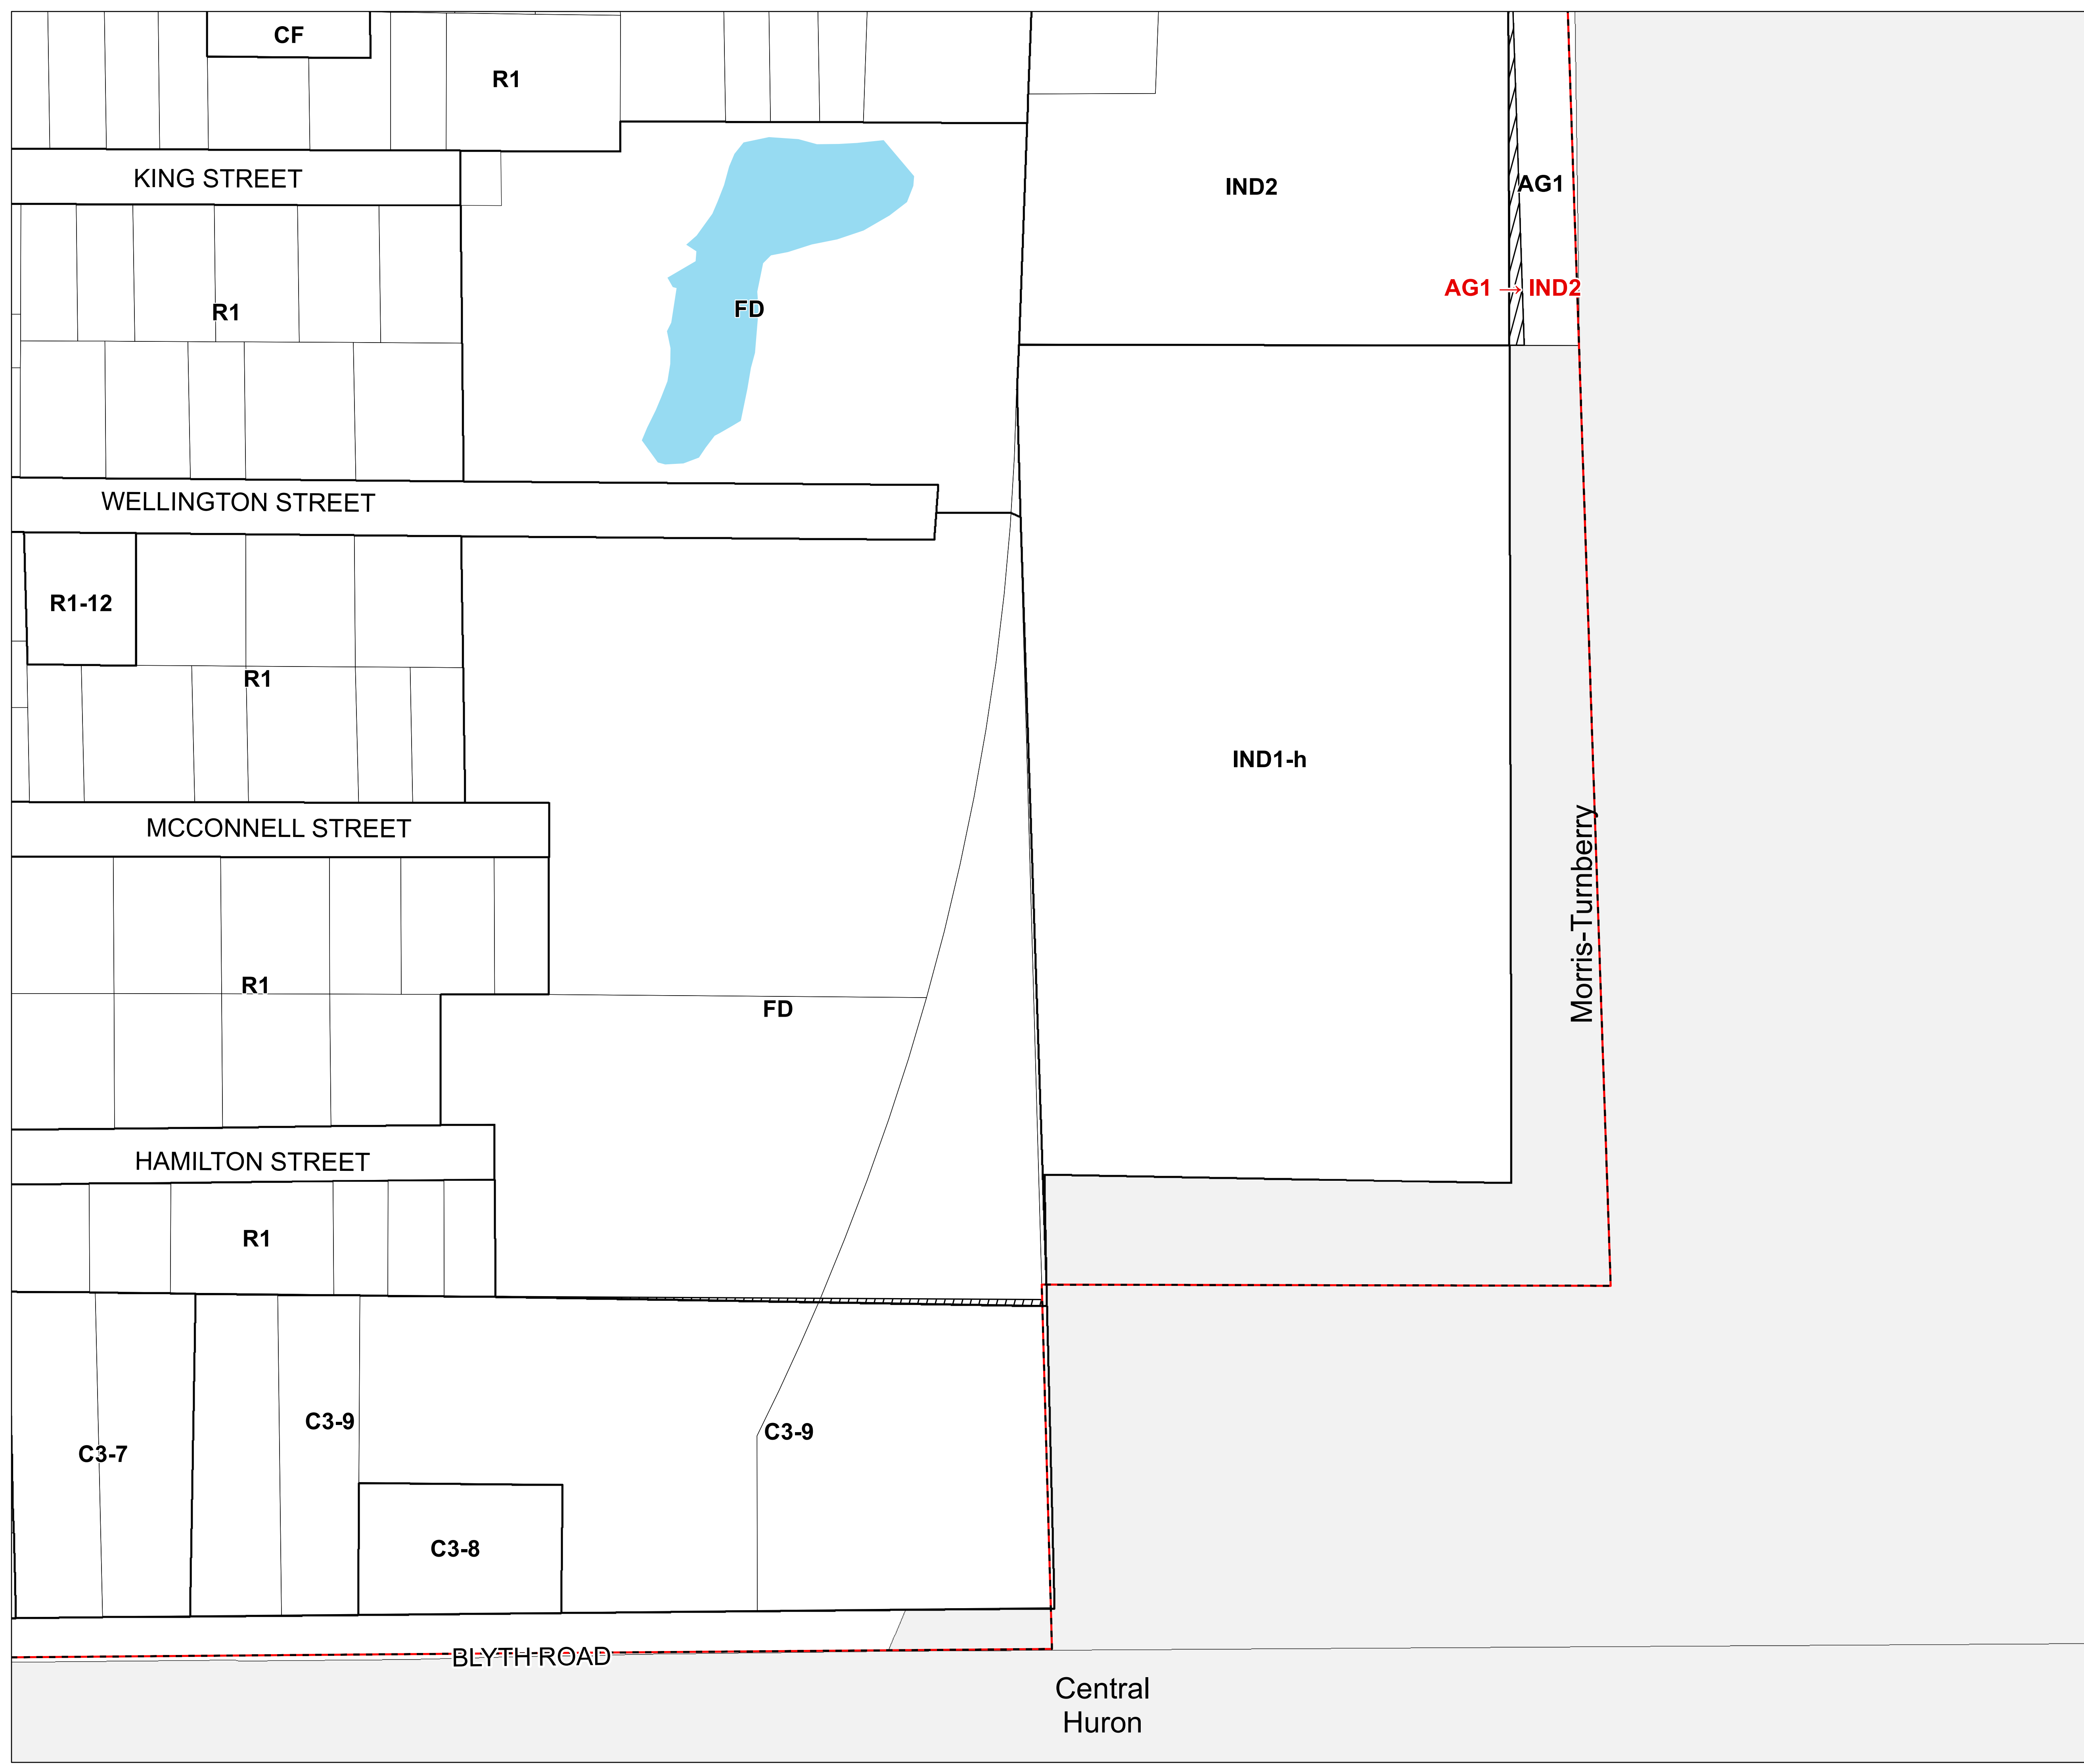 CF
R1
KING STREET
IND2
AG1
AG1 → IND2
R1
FD
WELLINGTON STREET
R1-12
R1
IND1-h
MCCONNELL STREET
Morris-Turnberry
R1
FD
HAMILTON STREET
R1
C3-9
C3-9
C3-7
C3-8
BLYTH ROAD
Central
Huron